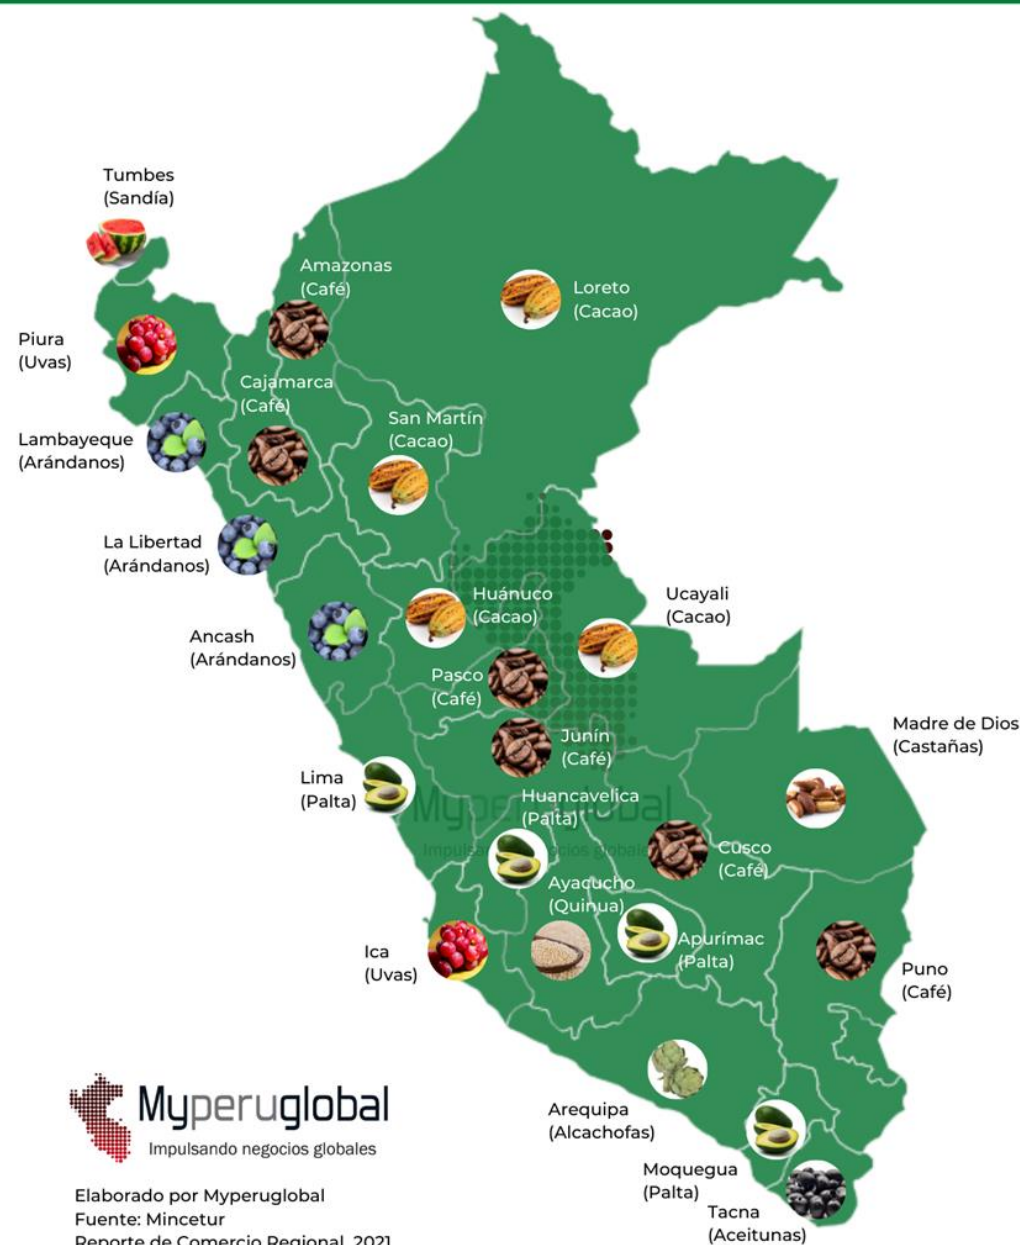 Tumbes
(Sandía)
Amazonas
(Café)
Loreto
(Cacao)
Piura
(Uvas)
Cajamarca
(Café)
San Martín
(Cacao)
Lambayeque
(Arándanos)
La Libertad
(Arándanos)
Huánuco
(Cacao)
Ucayali
(Cacao)
Ancash
(Arándanos)
Pasco
(Café)
Madre de Dios
(Castañas)
Junín
(Café)
Lima
(Palta)
Huancavelica
(Palta)
Myperuglobal
Cusco
(Café)
Ayacucho
(Quinua)
Apurímac
(Palta)
Ica
(Uvas)
Puno
(Café)
Arequipa
(Alcachofas)
Moquegua
(Palta)
Tacna
(Aceitunas)
Myperuglobal
Impulsando negocios globales
Elaborado por Myperuglobal
Fuente: Mincetur
Reporte de Comercio Regional, 2021